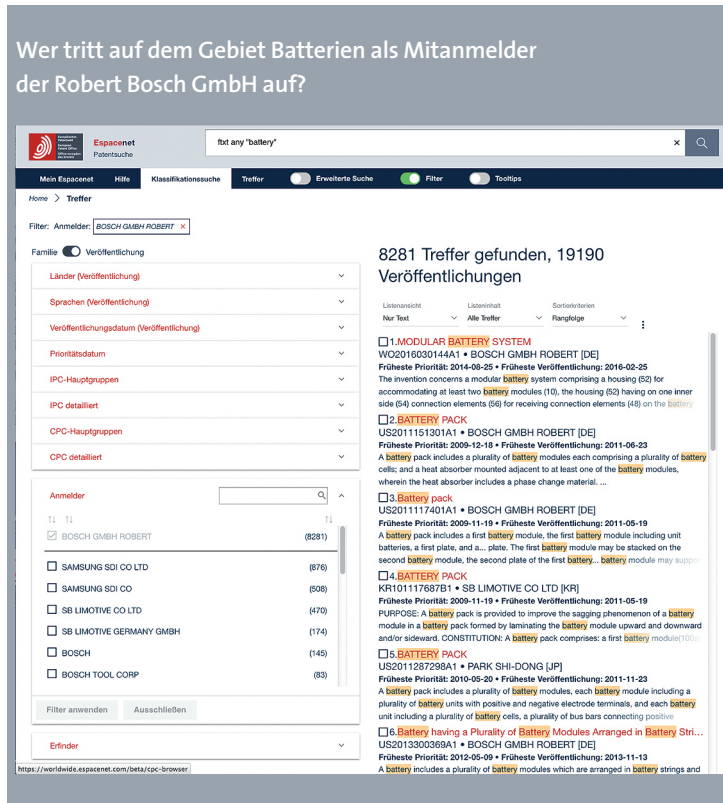 Wer tritt auf dem Gebiet Batterien als Mitanmelder
der Robert Bosch GmbH auf?
Europäisches
Patentamt
European
Patent Office
Office européen
des brevets
Espacenet
Patentsuche
ftxt any "battery"
×
Mein Espacenet Hilfe Klassifikationssuche Treffer Erweiterte Suche Filter Tooltips
Home > Treffer
Filter: Anmelder: BOSCH GMBH ROBERT ×
Familie Veröffentlichung
Länder (Veröffentlichung)
Sprachen (Veröffentlichung)
Veröffentlichungsdatum (Veröffentlichung)
Prioritätsdatum
IPC-Hauptgruppen
IPC detailliert
CPC-Hauptgruppen
CPC detailliert
Anmelder
BOSCH GMBH ROBERT (8281)
SAMSUNG SDI CO LTD (876)
SAMSUNG SDI CO (508)
SB LIMOTIVE CO LTD (470)
SB LIMOTIVE GERMANY GMBH (174)
BOSCH (145)
BOSCH TOOL CORP (83)
Filter anwenden Ausschließen
Erfinder
https://worldwide.espacenet.com/beta/cpc-browser
8281 Treffer gefunden, 19190
Veröffentlichungen
Listenansicht Listeninhalt Sortierkriterien
Nur Text Alle Treffer Rangfolge
1.MODULAR BATTERY SYSTEM
WO2016030144A1 • BOSCH GMBH ROBERT [DE]
Früheste Priorität: 2014-08-25 • Früheste Veröffentlichung: 2016-02-25
The invention concerns a modular battery system comprising a housing (52) for
accommodating at least two battery modules (10), the housing (52) having on one inner
side (54) connection elements (56) for receiving connection elements (48) on the battery
2.BATTERY PACK
US2011151301A1 • BOSCH GMBH ROBERT [DE]
Früheste Priorität: 2009-12-18 • Früheste Veröffentlichung: 2011-06-23
A battery pack includes a plurality of battery modules each comprising a plurality of battery
cells; and a heat absorber mounted adjacent to at least one of the battery modules,
wherein the heat absorber includes a phase change material. ...
3.Battery pack
US2011117401A1 • BOSCH GMBH ROBERT [DE]
Früheste Priorität: 2009-11-19 • Früheste Veröffentlichung: 2011-05-19
A battery pack includes a first battery module, the first battery module including unit
batteries, a first plate, and a... plate. The first battery module may be stacked on the
second battery module, the second plate of the first battery... battery module may suppor
4.BATTERY PACK
KR101117687B1 • SB LIMOTIVE CO LTD [KR]
Früheste Priorität: 2009-11-19 • Früheste Veröffentlichung: 2011-05-19
PURPOSE: A battery pack is provided to improve the sagging phenomenon of a battery
module in a battery pack formed by laminating the battery module upward and downward
and/or sideward. CONSTITUTION: A battery pack comprises: a first battery module(100a
5.BATTERY PACK
US2011287298A1 • PARK SHI-DONG [JP]
Früheste Priorität: 2010-05-20 • Früheste Veröffentlichung: 2011-11-23
A battery pack includes a plurality of battery modules, each battery module including a
plurality of battery units with positive and negative electrode terminals, and each battery
unit including a plurality of battery cells, a plurality of bus bars connecting positive
6.Battery having a Plurality of Battery Modules Arranged in Battery Stri...
US2013300369A1 • BOSCH GMBH ROBERT [DE]
Früheste Priorität: 2012-05-09 • Früheste Veröffentlichung: 2013-11-13
A battery includes a plurality of battery modules which are arranged in battery strings and